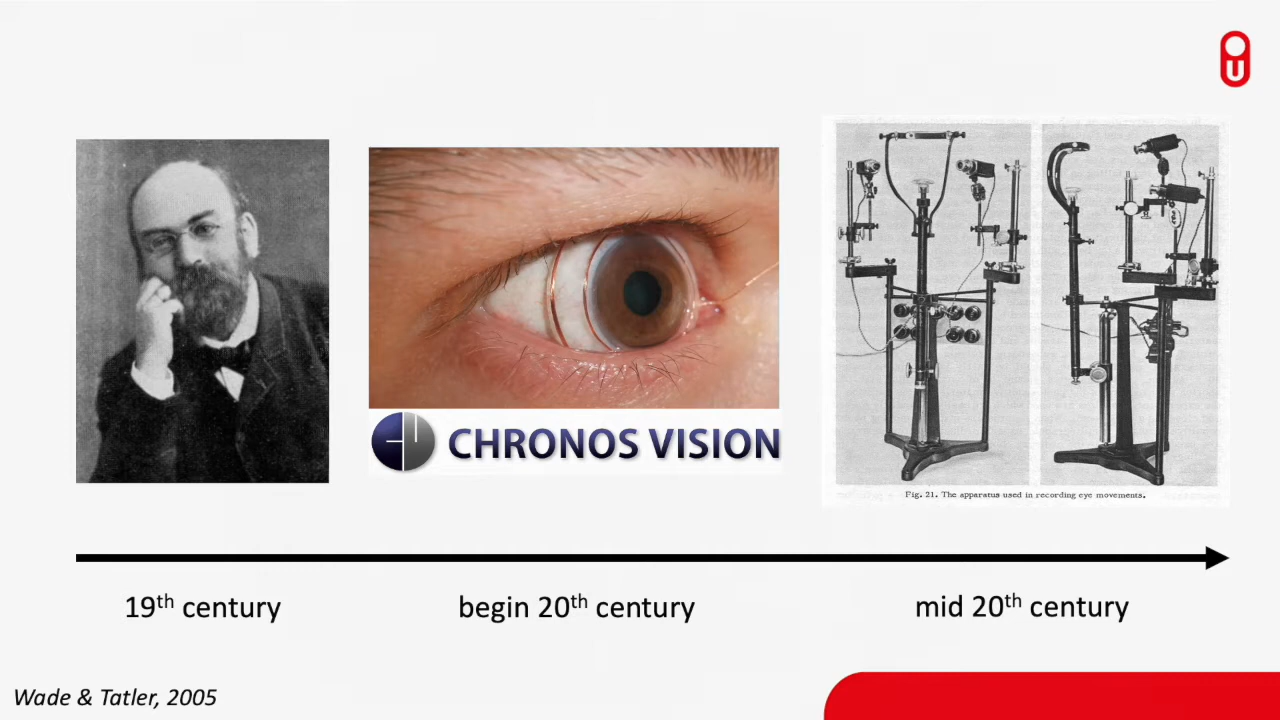 U
CHRONOS VISION
Fig. 21. The apparatus used in recording eye movements.
19th century
begin 20th century
mid 20th century
Wade & Tatler, 2005